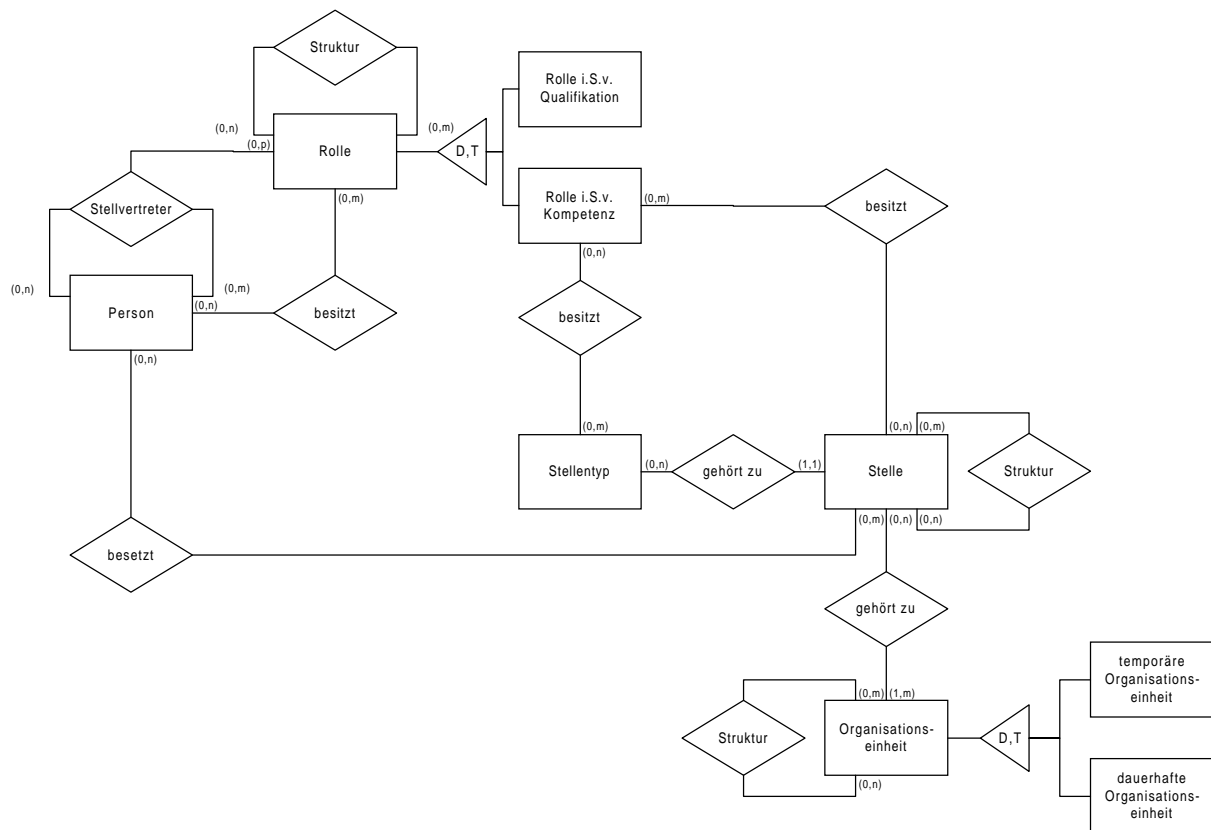 Struktur
Rolle i.S.v.
Qualifikation
(0,n)
(0,m)
(0,p)
Rolle
D,T
Rolle i.S.v.
Kompetenz
(0,m)
besitzt
(0,m)
Stellvertreter
(0,n)
(0,n)
(0,m)
(0,n)
Person
besitzt
besitzt
(0,n)
(0,m)
(0,n)
(0,m)
Stellentyp
(0,n)
gehört zu
(1,1)
Stelle
Struktur
(0,m)
(0,n)
(0,n)
besetzt
gehört zu
temporäre
Organisations-
einheit
(0,m)
(1,m)
Struktur
Organisations-
einheit
D,T
(0,n)
dauerhafte
Organisations-
einheit